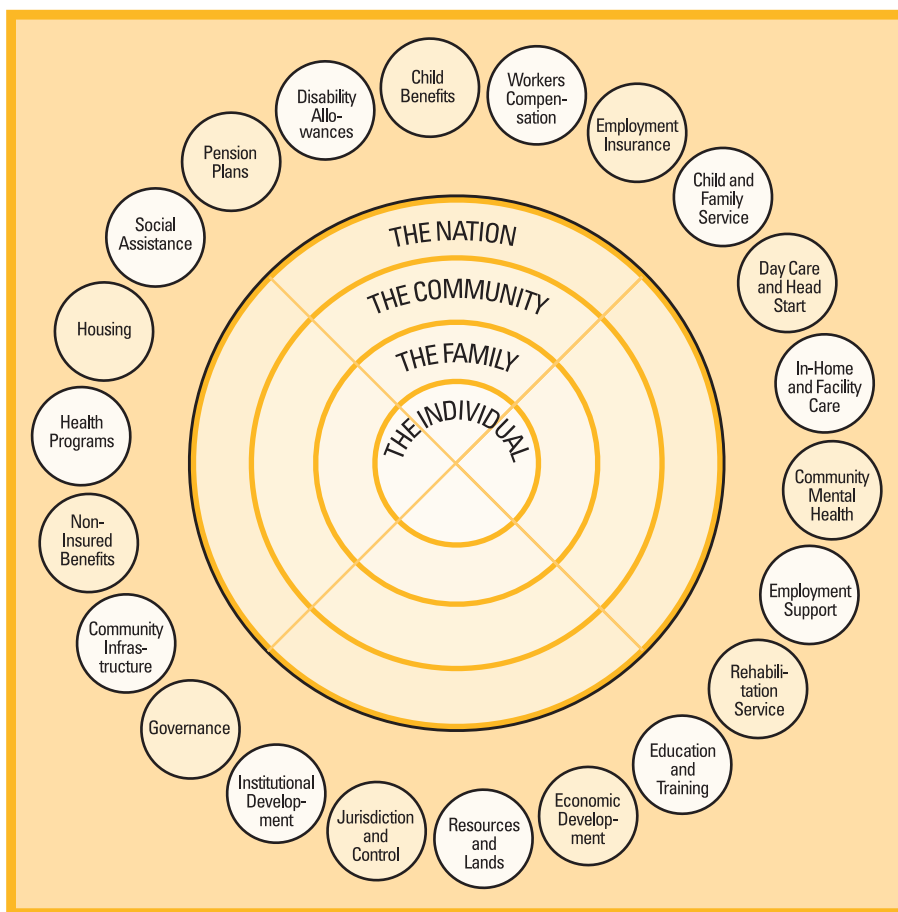 Child
Benefits
Workers
Compen-
sation
Employment
Insurance
Child and
Family
Service
Day Care
and Head
Start
In-Home
and Facility
Care
Community
Mental
Health
Employment
Support
Rehabili-
tation
Service
Education
and
Training
Economic
Develop-
ment
Resources
and
Lands
Jurisdiction
and
Control
Institutional
Develop-
ment
Governance
Community
Infras-
tructure
Non-
Insured
Benefits
Health
Programs
Housing
Social
Assistance
Pension
Plans
Disability
Allo-
wances
THE NATION
THE COMMUNITY
THE FAMILY
THE INDIVIDUAL